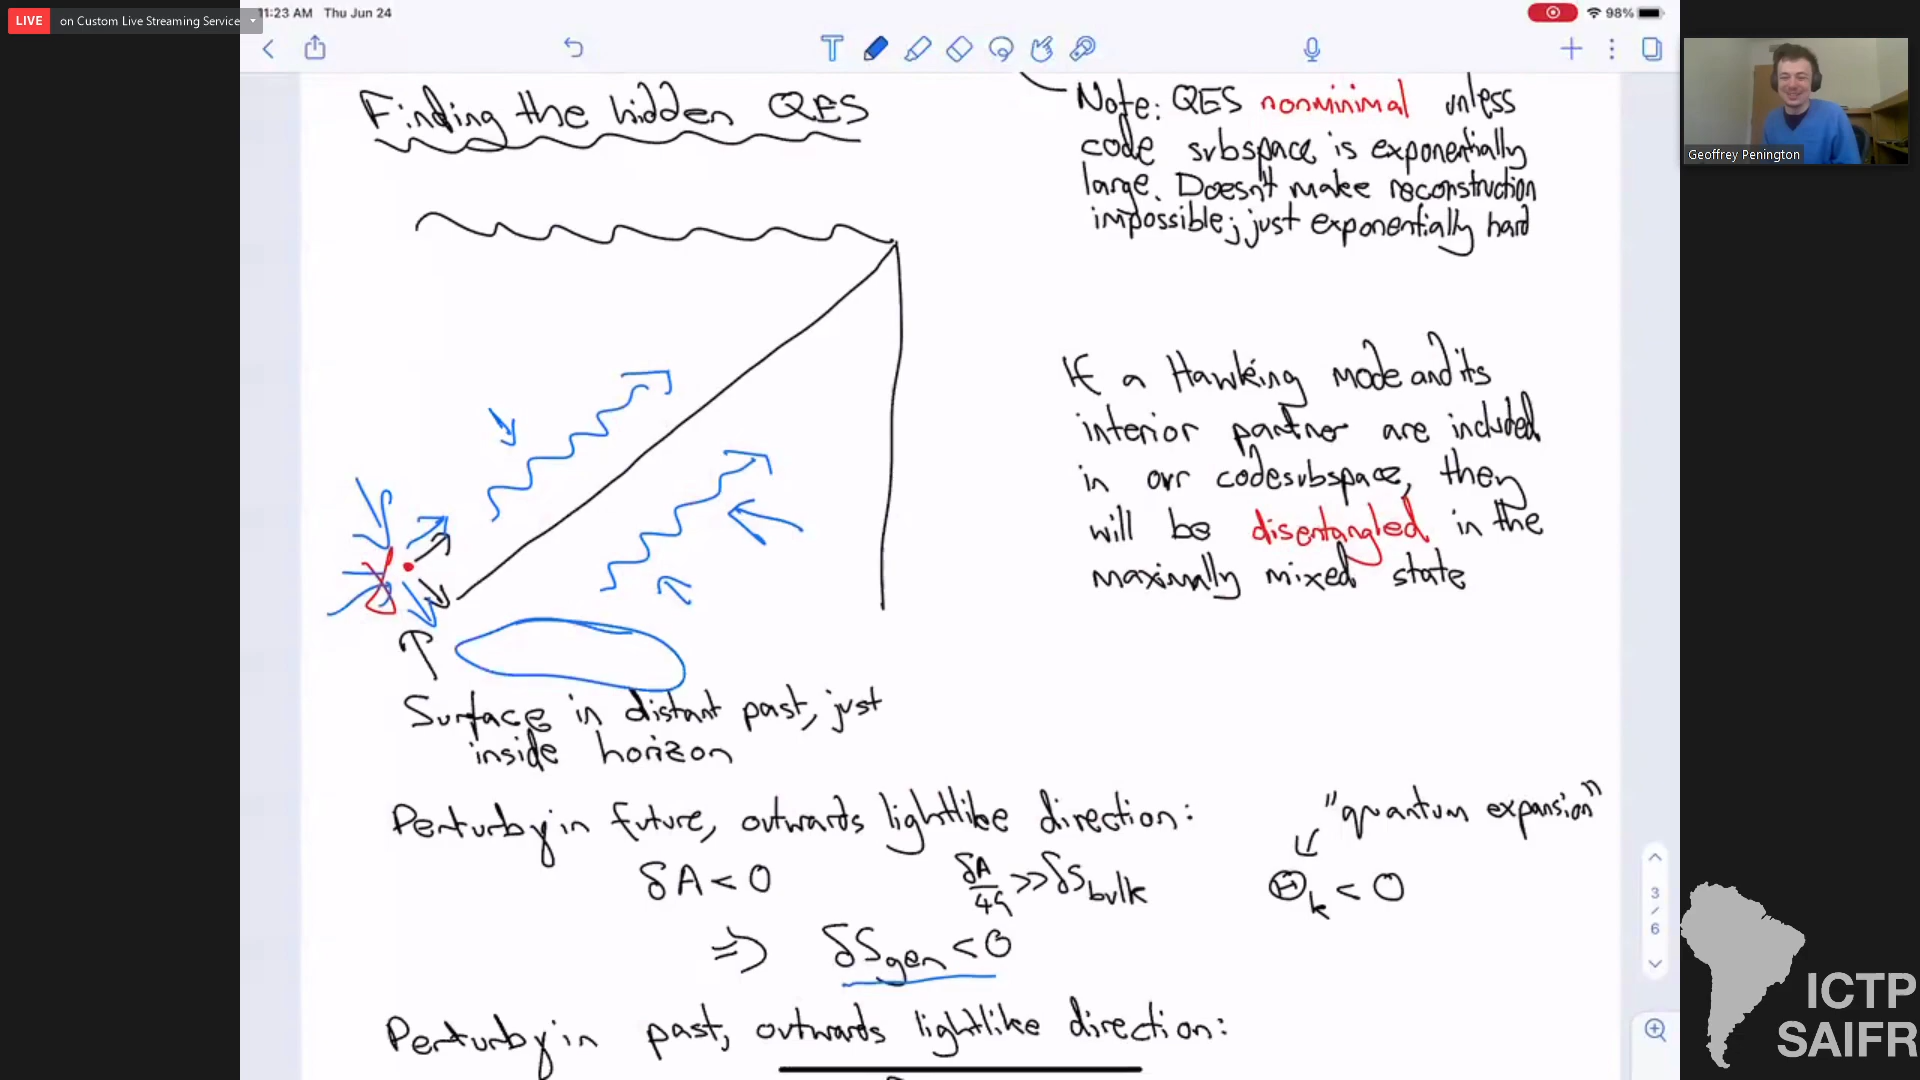 LIVE on Custom Live Streaming Service
11:23 AM Thu Jun 24
98%
Geoffrey Penington
Finding the hidden QES
Note: QES nonminimal unless
code subspace is exponentially
large. Doesn't make reconstruction
impossible; just exponentially hard
If a Hawking mode and its
interior partner are included
in our codesubspace, they
will be disentangled in the
maximally mixed state
Surface in distant past, just
inside horizon
Perturb in future, outwards lightlike direction:
"quantum expansion"
δA < 0
δA/4G >> δS_bulk
Θ_k < 0
=> δS_gen < 0
Perturb in past, outwards lightlike direction:
3
/
6
ICTP
SAIFR